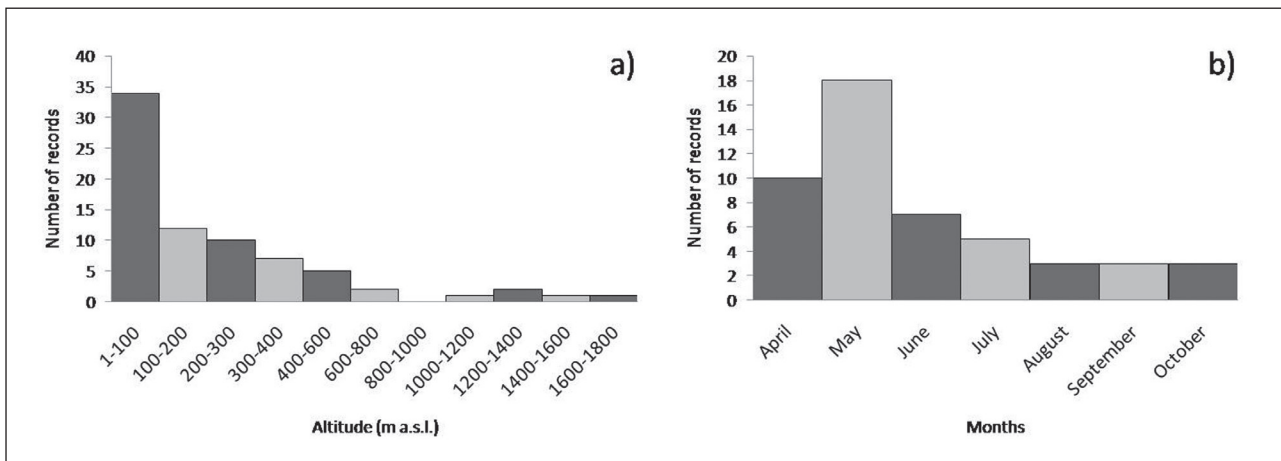 a)
Number of records
40
35
30
25
20
15
10
5
0
1-100
100-200
200-300
300-400
400-600
600-800
800-1000
1000-1200
1200-1400
1400-1600
1600-1800
Altitude (m a.s.l.)
b)
Number of records
20
18
16
14
12
10
8
6
4
2
0
April
May
June
July
August
September
October
Months